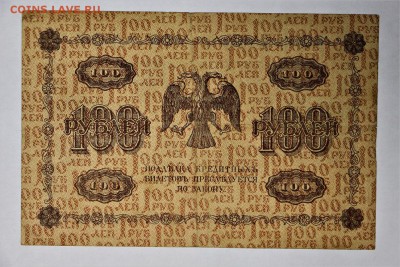 COINS.LAVE.RU
100 100
100 РУБЛЕЙ 100 РУБЛЕЙ
ПОДДѢЛКА КРЕДИТНЫХЪ
БИЛЕТОВЪ ПРЕСЛѢДУЕТСЯ
ПО ЗАКОНУ.
100 100